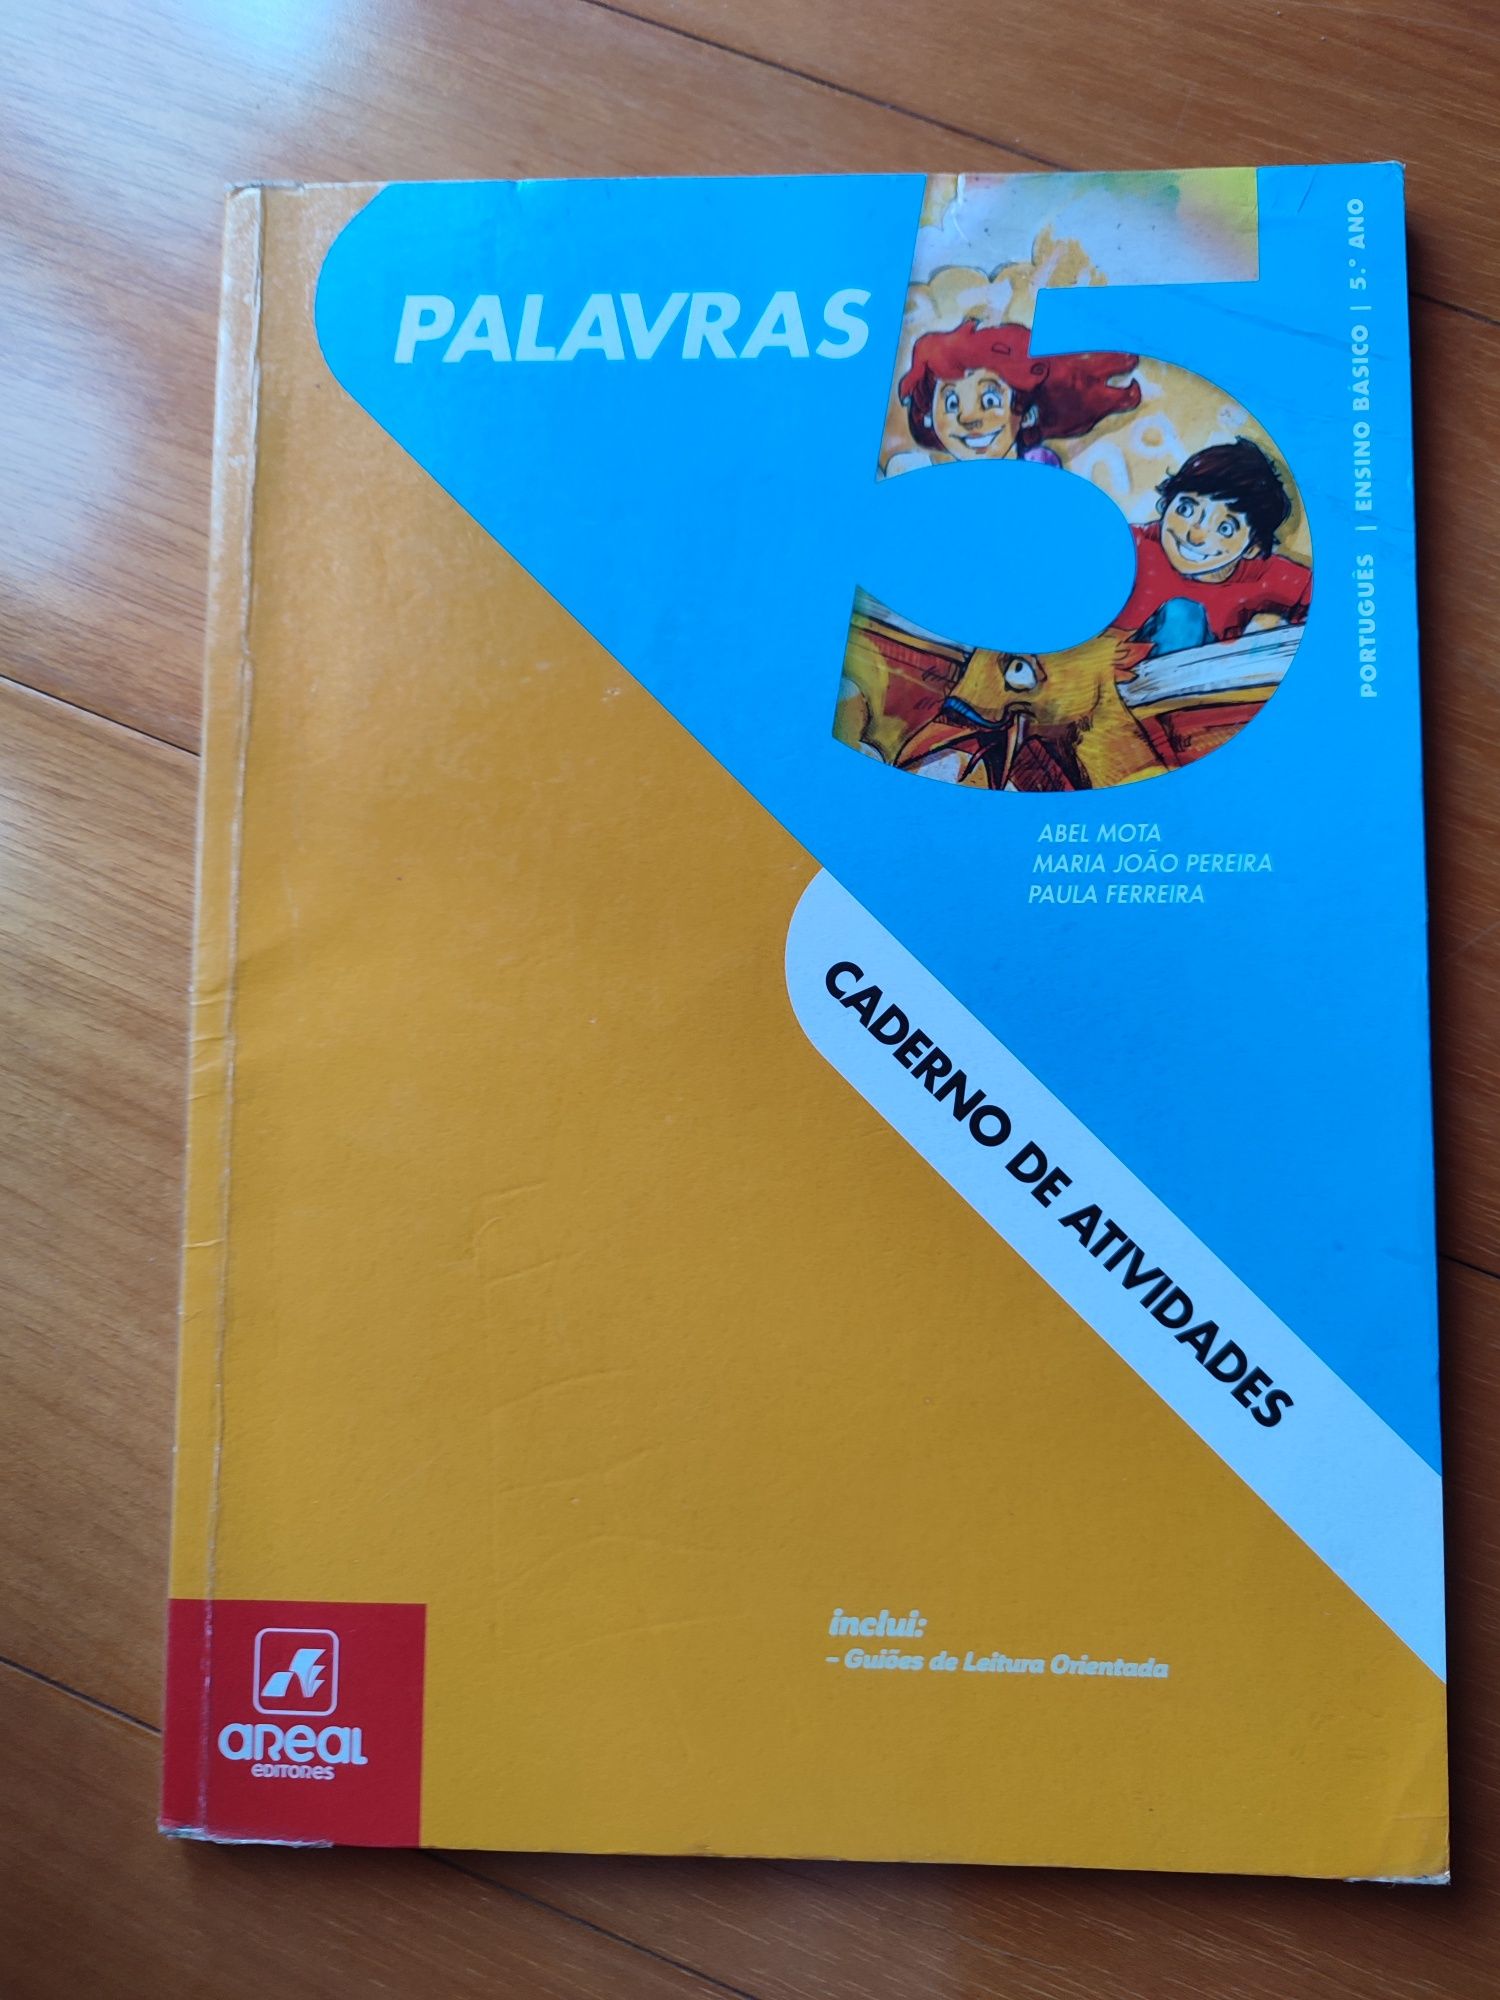 PALAVRAS 5
PORTUGUÊS | ENSINO BÁSICO | 5.º ANO
ABEL MOTA
MARIA JOÃO PEREIRA
PAULA FERREIRA
CADERNO DE ATIVIDADES
inclui:
– Guiões de Leitura Orientada
aReaL
EDITORES